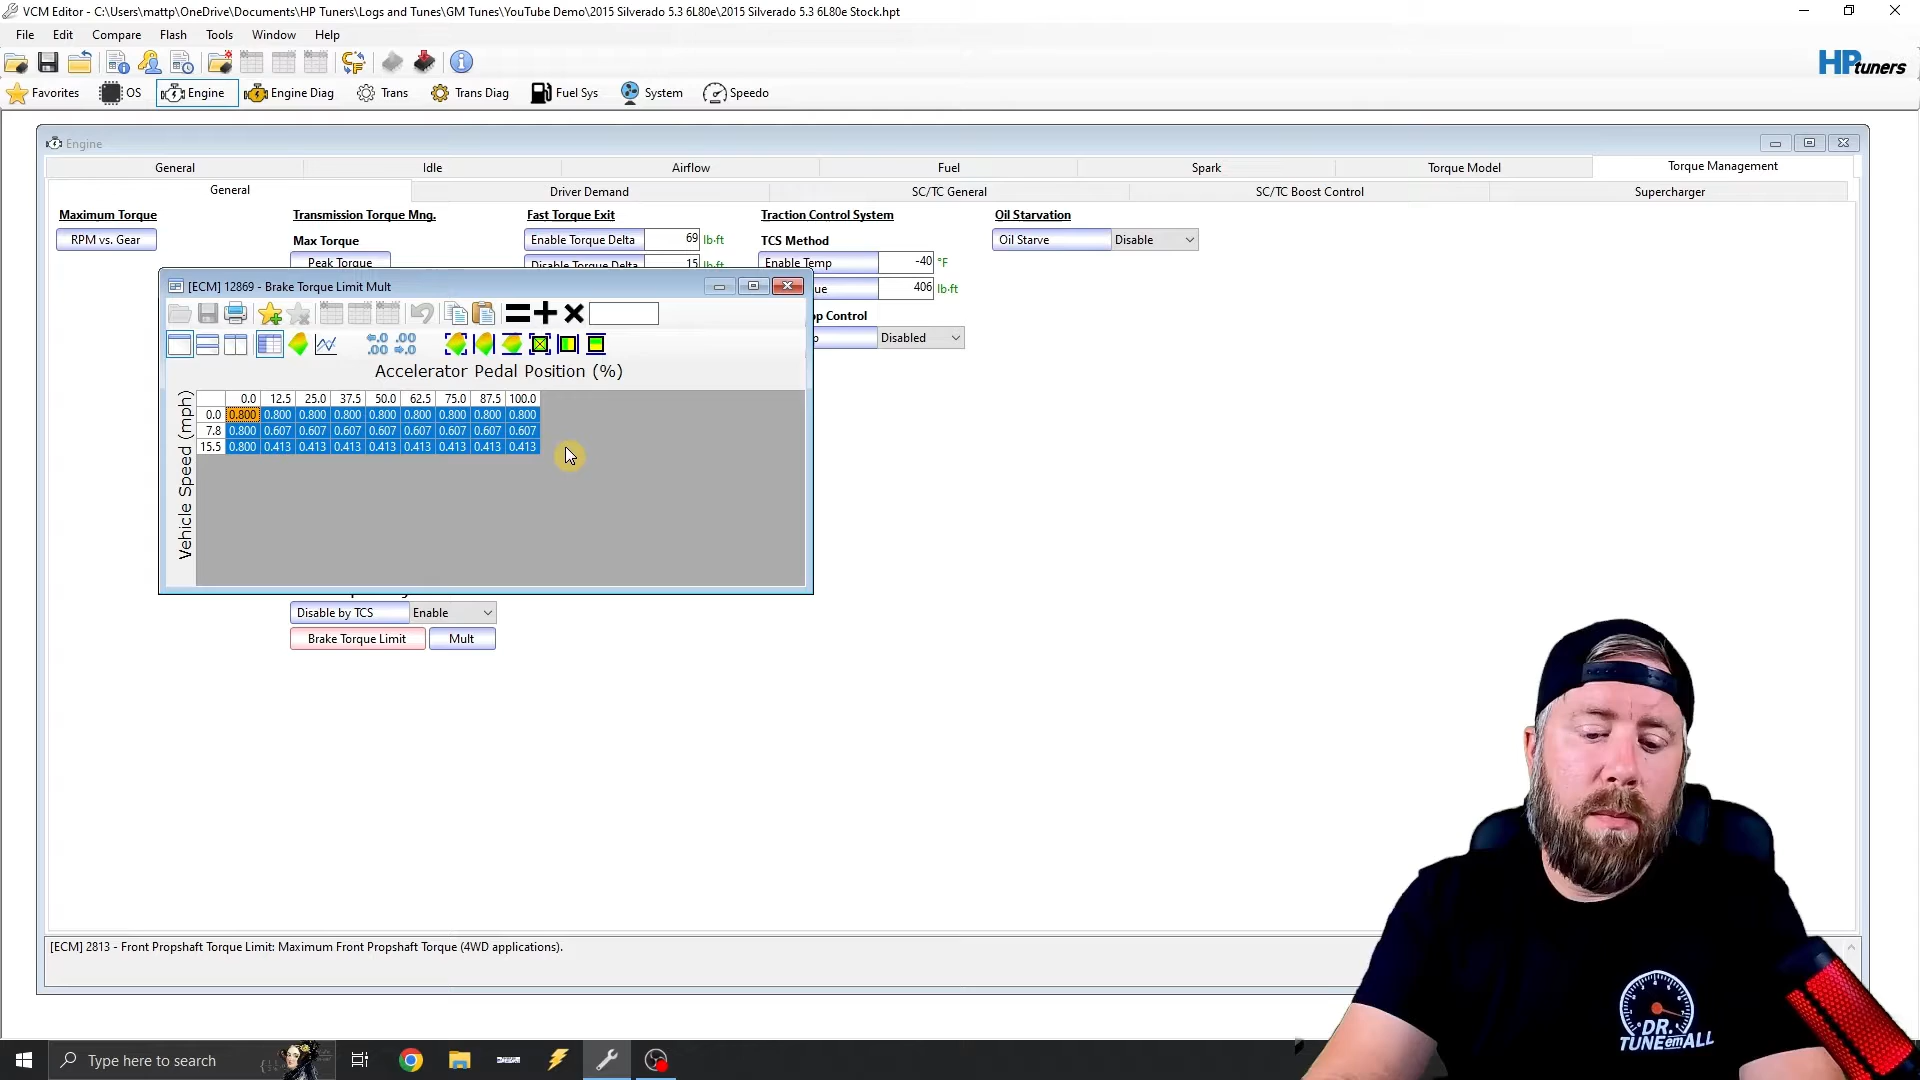 VCM Editor - C:\Users\mattp\OneDrive\Documents\HP Tuners\Logs and Tunes\GM Tunes\YouTube Demo\2015 Silverado 5.3 6L80e\2015 Silverado 5.3 6L80e Stock.hpt
File Edit Compare Flash Tools Window Help
HPtuners
Favorites OS Engine Engine Diag Trans Trans Diag Fuel Sys System Speedo
Engine
General Idle Airflow Fuel Spark Torque Model Torque Management
General Driver Demand SC/TC General SC/TC Boost Control Supercharger
Maximum Torque Transmission Torque Mng. Fast Torque Exit Traction Control System Oil Starvation
RPM vs. Gear Max Torque Enable Torque Delta 69 lb·ft TCS Method Oil Starve Disable
Peak Torque Disable Torque Delta 15 lb·ft Enable Temp -40 °F
[ECM] 12869 - Brake Torque Limit Mult
ue 406 lb·ft
op Control
Disabled
Accelerator Pedal Position (%)
Vehicle Speed (mph)
0.0 12.5 25.0 37.5 50.0 62.5 75.0 87.5 100.0
0.0 0.800 0.800 0.800 0.800 0.800 0.800 0.800 0.800 0.800
7.8 0.800 0.607 0.607 0.607 0.607 0.607 0.607 0.607 0.607
15.5 0.800 0.413 0.413 0.413 0.413 0.413 0.413 0.413 0.413
Disable by TCS Enable
Brake Torque Limit Mult
[ECM] 2813 - Front Propshaft Torque Limit: Maximum Front Propshaft Torque (4WD applications).
DR.
TUNEemALL
Type here to search